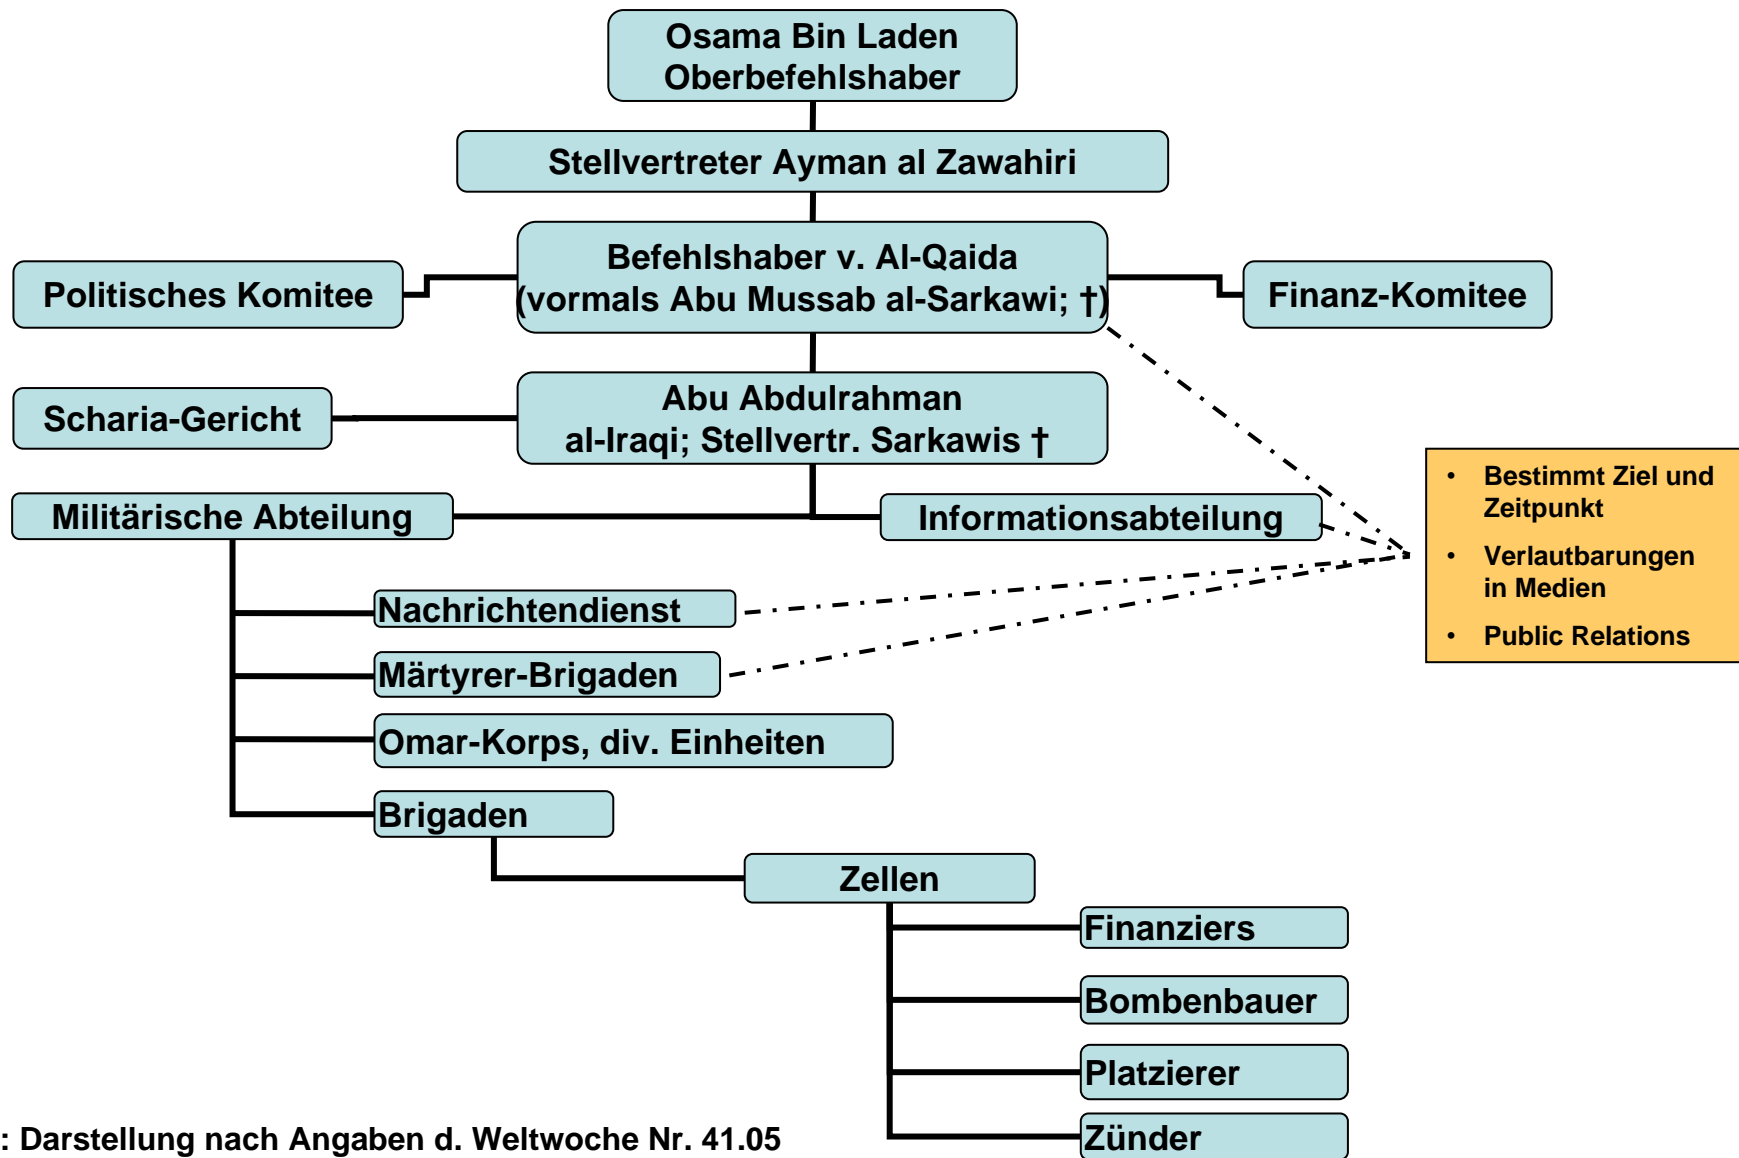 Osama Bin Laden
Oberbefehlshaber
Stellvertreter Ayman al Zawahiri
Befehlshaber v. Al-Qaida
(vormals Abu Mussab al-Sarkawi; †)
Politisches Komitee
Finanz-Komitee
Scharia-Gericht
Abu Abdulrahman
al-Iraqi; Stellvertr. Sarkawis †
Militärische Abteilung
Informationsabteilung
• Bestimmt Ziel und
Zeitpunkt
• Verlautbarungen
in Medien
• Public Relations
Nachrichtendienst
Märtyrer-Brigaden
Omar-Korps, div. Einheiten
Brigaden
Zellen
Finanziers
Bombenbauer
Platzierer
Zünder
: Darstellung nach Angaben d. Weltwoche Nr. 41.05